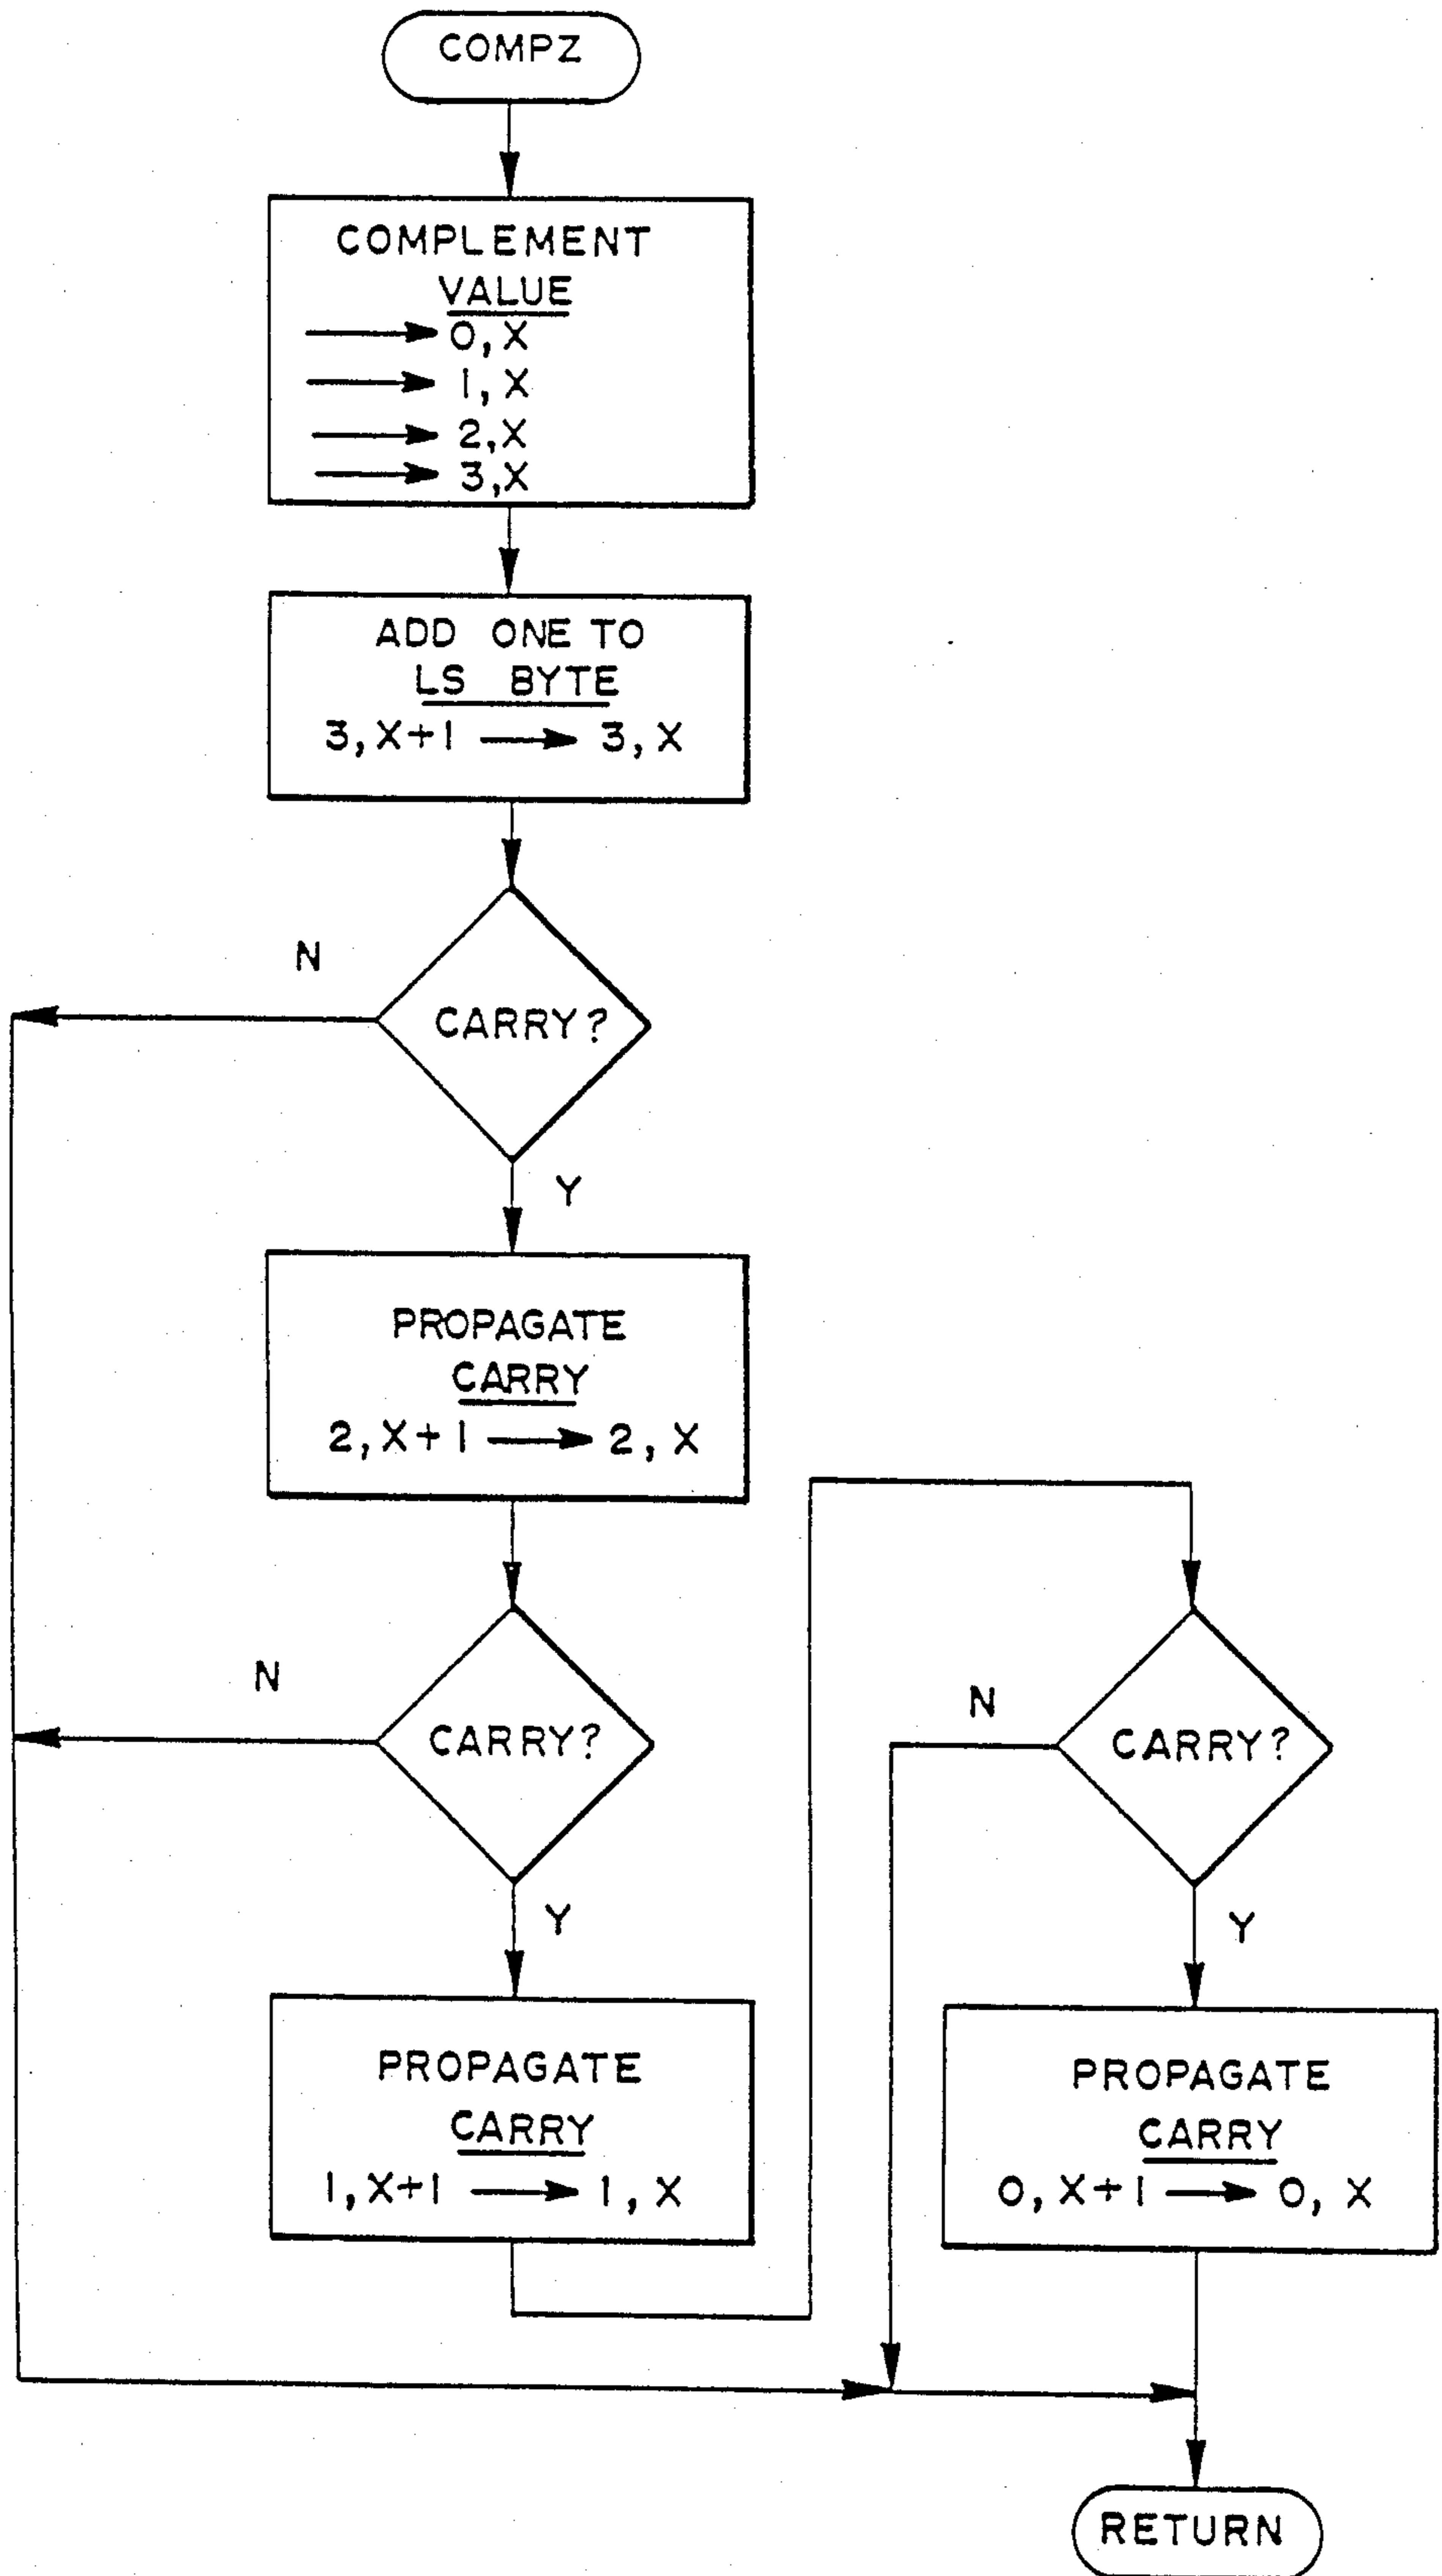 COMPZ
COMPLEMENT
VALUE
0, X
1, X
2, X
3, X
ADD ONE TO
LS BYTE
3, X+1 → 3, X
CARRY?
N
Y
PROPAGATE
CARRY
2, X+1 → 2, X
CARRY?
N
Y
PROPAGATE
CARRY
1, X+1 → 1, X
CARRY?
N
Y
PROPAGATE
CARRY
0, X+1 → 0, X
RETURN